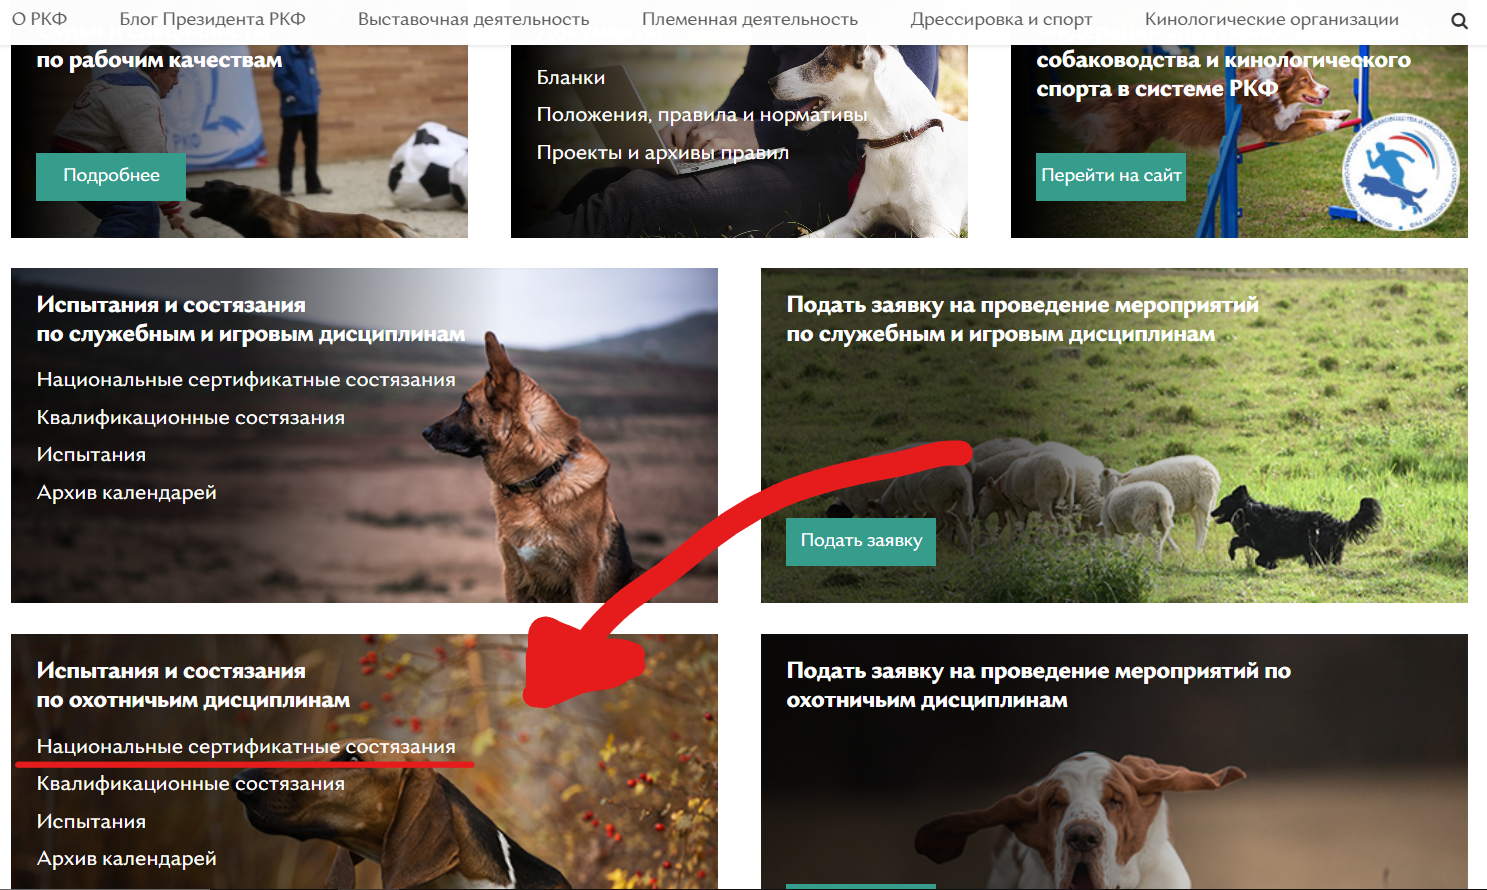 О РКФ Блог Президента РКФ Выставочная деятельность Племенная деятельность Дрессировка и спорт Кинологические организации
по рабочим качествам
Подробнее
Бланки
Положения, правила и нормативы
Проекты и архивы правил
собаководства и кинологического
спорта в системе РКФ
Перейти на сайт
Испытания и состязания
по служебным и игровым дисциплинам
Национальные сертификатные состязания
Квалификационные состязания
Испытания
Архив календарей
Подать заявку на проведение мероприятий
по служебным и игровым дисциплинам
Подать заявку
Испытания и состязания
по охотничьим дисциплинам
Национальные сертификатные состязания
Квалификационные состязания
Испытания
Архив календарей
Подать заявку на проведение мероприятий по
охотничьим дисциплинам